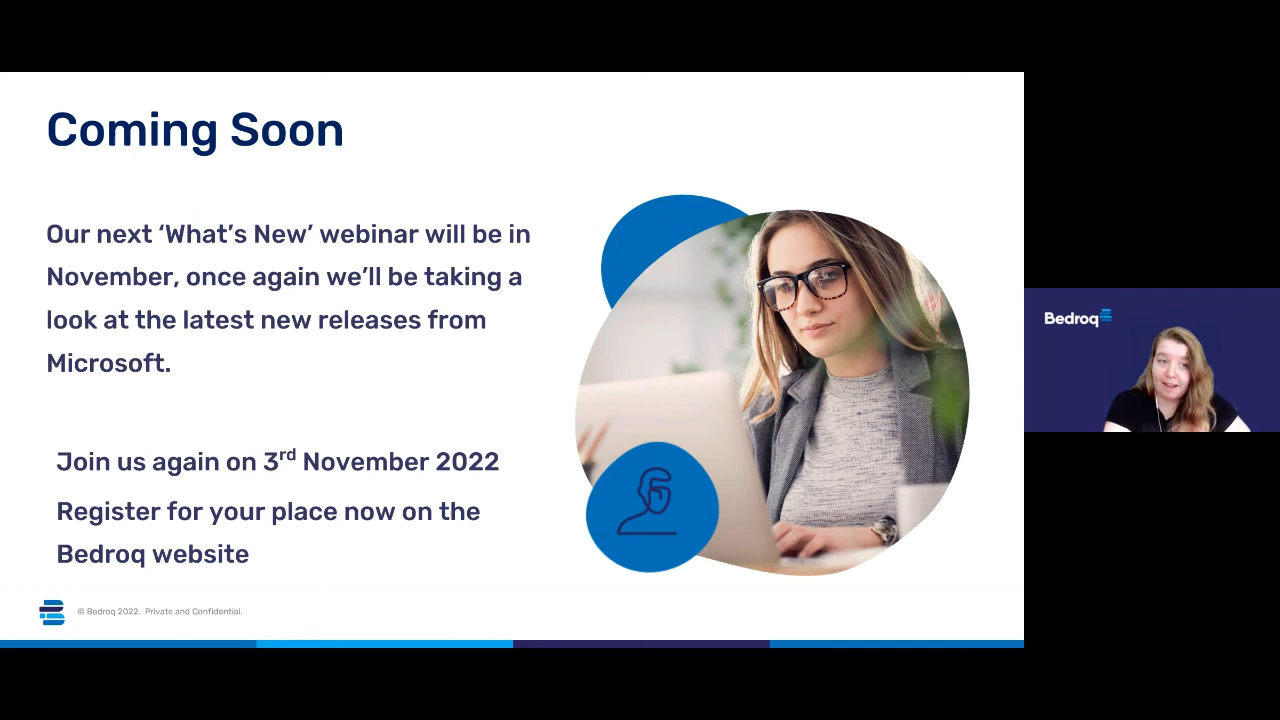 Coming Soon
Our next ‘What’s New’ webinar will be in
November, once again we’ll be taking a
look at the latest new releases from
Microsoft.
Join us again on 3rd November 2022
Register for your place now on the
Bedroq website
© Bedroq 2022. Private and Confidential.
Bedroq